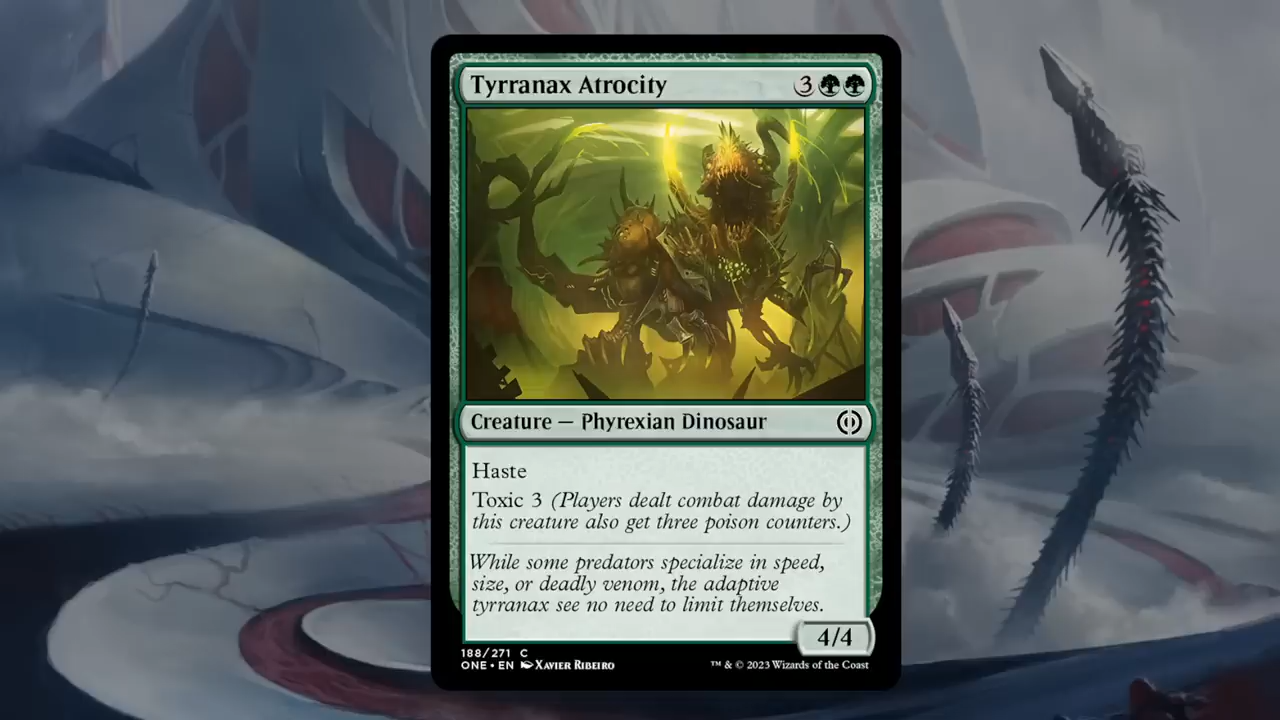 Tyrranax Atrocity 3
Creature — Phyrexian Dinosaur
Haste
Toxic 3 (Players dealt combat damage by
this creature also get three poison counters.)
While some predators specialize in speed,
size, or deadly venom, the adaptive
tyrranax see no need to limit themselves.
4/4
188/271 C
ONE • EN Xavier Ribeiro
™ & © 2023 Wizards of the Coast